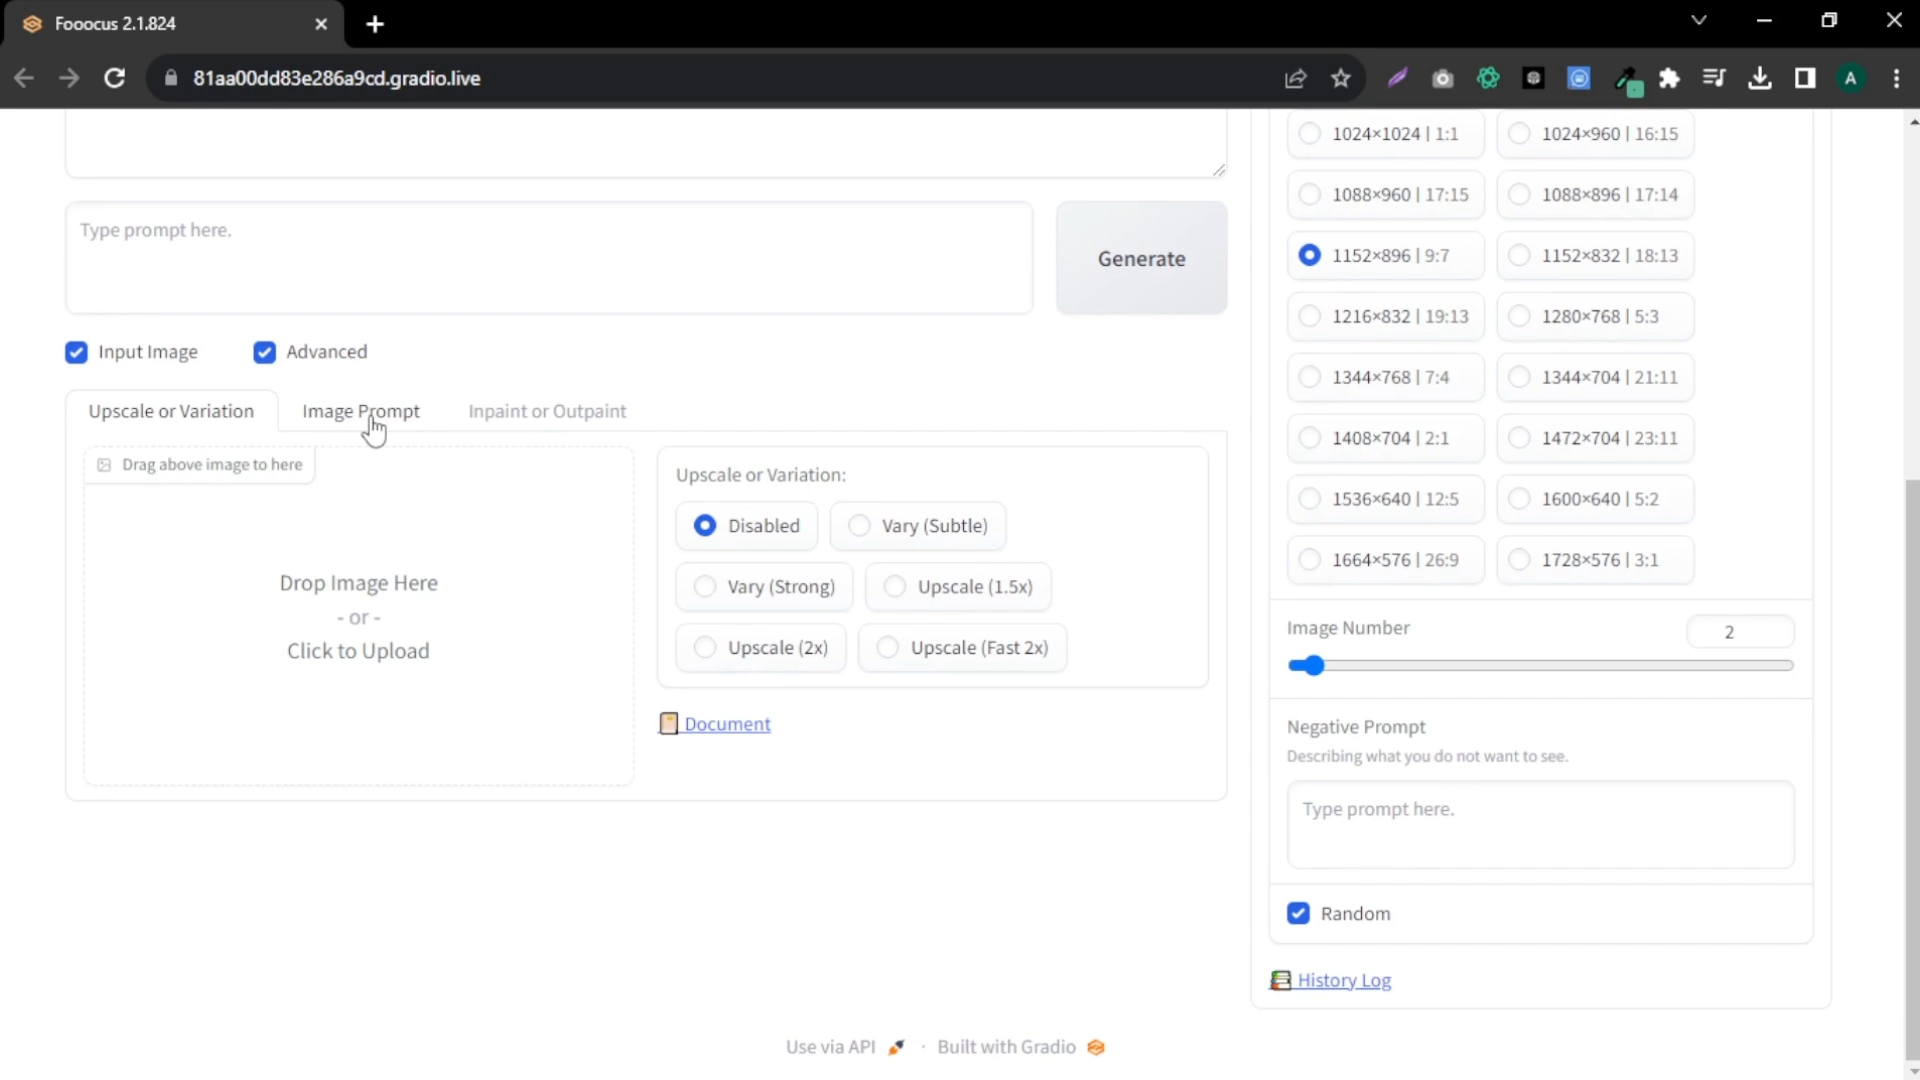 Fooocus 2.1.824
81aa00dd83e286a9cd.gradio.live
A
Type prompt here.
Generate
Input Image
Advanced
Upscale or Variation
Image Prompt
Inpaint or Outpaint
Drag above image to here
Drop Image Here
- or -
Click to Upload
Upscale or Variation:
Disabled
Vary (Subtle)
Vary (Strong)
Upscale (1.5x)
Upscale (2x)
Upscale (Fast 2x)
Document
1024×1024 | 1:1
1024×960 | 16:15
1088×960 | 17:15
1088×896 | 17:14
1152×896 | 9:7
1152×832 | 18:13
1216×832 | 19:13
1280×768 | 5:3
1344×768 | 7:4
1344×704 | 21:11
1408×704 | 2:1
1472×704 | 23:11
1536×640 | 12:5
1600×640 | 5:2
1664×576 | 26:9
1728×576 | 3:1
Image Number
2
Negative Prompt
Describing what you do not want to see.
Type prompt here.
Random
History Log
Use via API · Built with Gradio